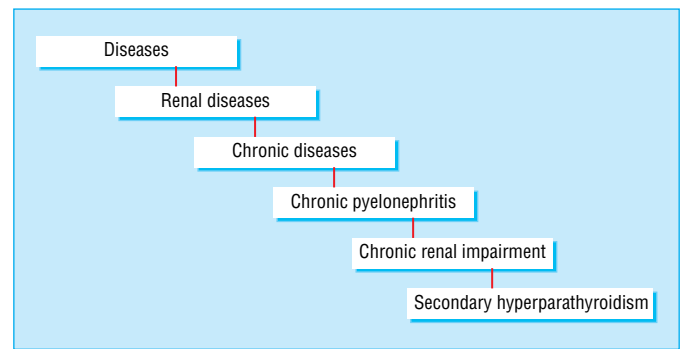 Diseases
Renal diseases
Chronic diseases
Chronic pyelonephritis
Chronic renal impairment
Secondary hyperparathyroidism